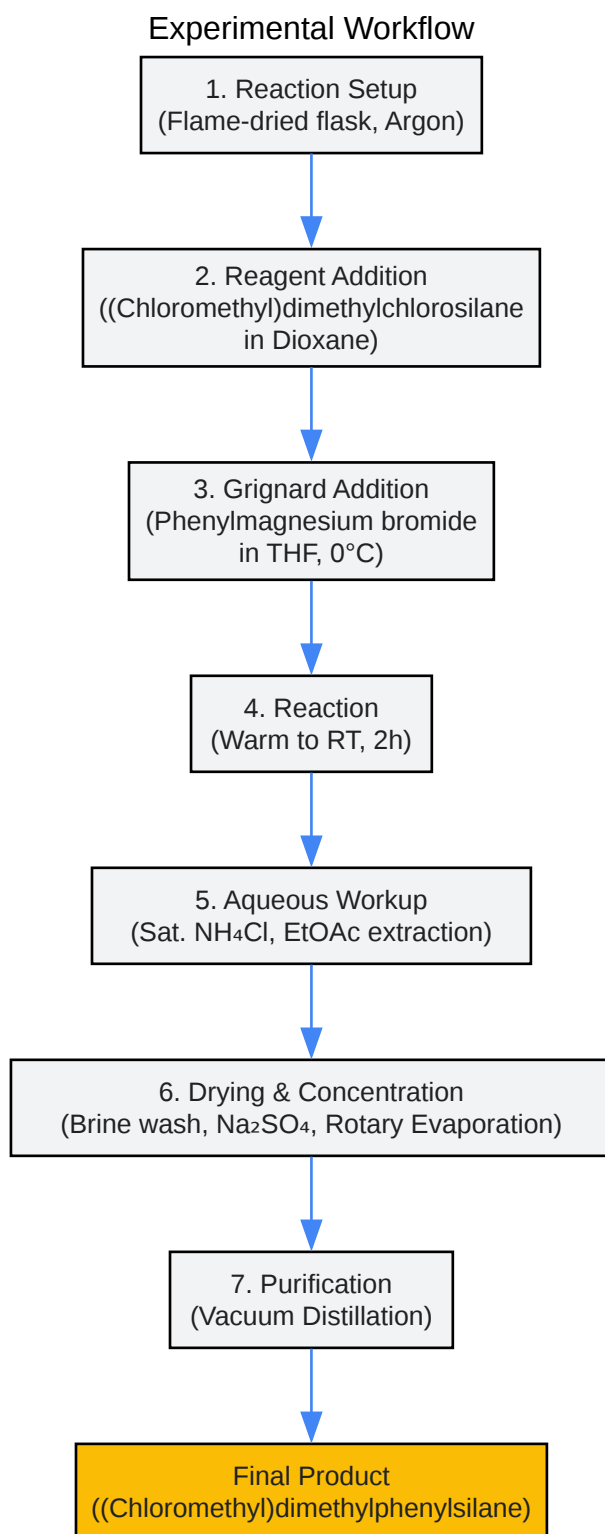 Experimental Workflow
1. Reaction Setup
(Flame-dried flask, Argon)
2. Reagent Addition
((Chloromethyl)dimethylchlorosilane
in Dioxane)
3. Grignard Addition
(Phenylmagnesium bromide
in THF, 0°C)
4. Reaction
(Warm to RT, 2h)
5. Aqueous Workup
(Sat. NH₄Cl, EtOAc extraction)
6. Drying & Concentration
(Brine wash, Na₂SO₄, Rotary Evaporation)
7. Purification
(Vacuum Distillation)
Final Product
((Chloromethyl)dimethylphenylsilane)